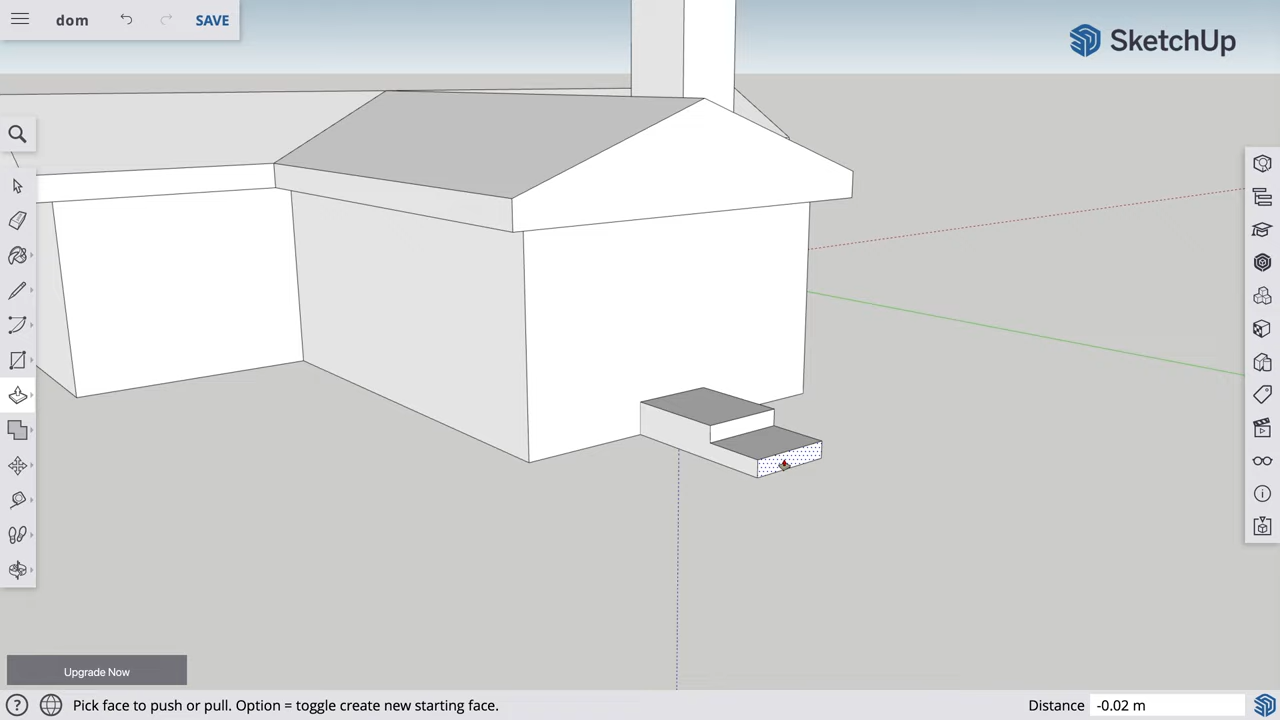 dom
SAVE
SketchUp
Upgrade Now
Pick face to push or pull. Option = toggle create new starting face.
Distance -0.02 m